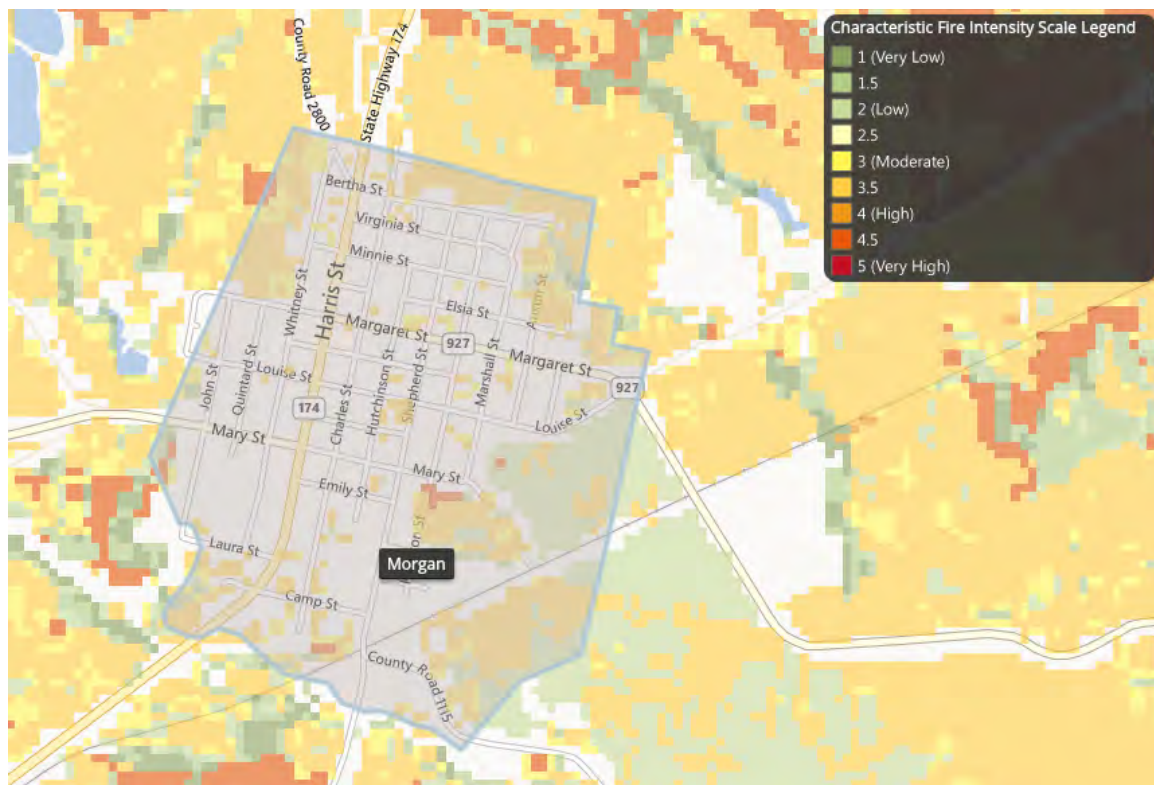 Characteristic Fire Intensity Scale Legend
1 (Very Low)
1.5
2 (Low)
2.5
3 (Moderate)
3.5
4 (High)
4.5
5 (Very High)
County Road 2800
State Highway 174
Bertha St
Virginia St
Minnie St
Whitney St
Harris St
Elsia St
Margaret St
927
Margaret St
927
Marshall St
Louise St
John St
Quintard St
174
Charles St
Hutchinson St
Shepherd St
Louise St
Mary St
Mary St
Emily St
Laura St
Morgan
Camp St
County Road 1115